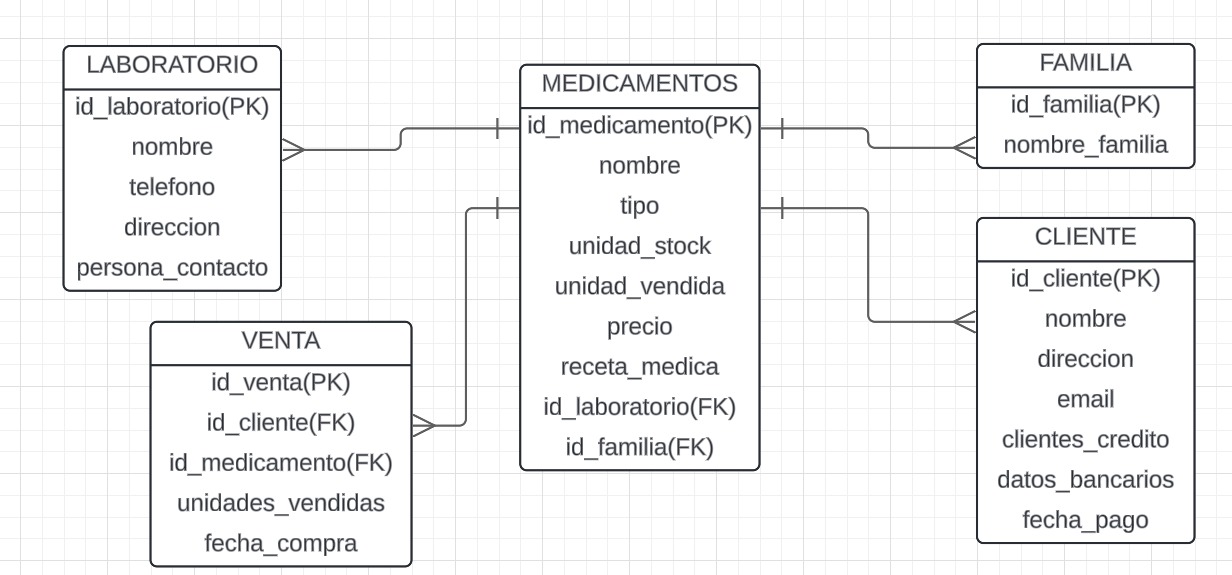 LABORATORIO
id_laboratorio(PK)
nombre
telefono
direccion
persona_contacto
VENTA
id_venta(PK)
id_cliente(FK)
id_medicamento(FK)
unidades_vendidas
fecha_compra
MEDICAMENTOS
id_medicamento(PK)
nombre
tipo
unidad_stock
unidad_vendida
precio
receta_medica
id_laboratorio(FK)
id_familia(FK)
FAMILIA
id_familia(PK)
nombre_familia
CLIENTE
id_cliente(PK)
nombre
direccion
email
clientes_credito
datos_bancarios
fecha_pago